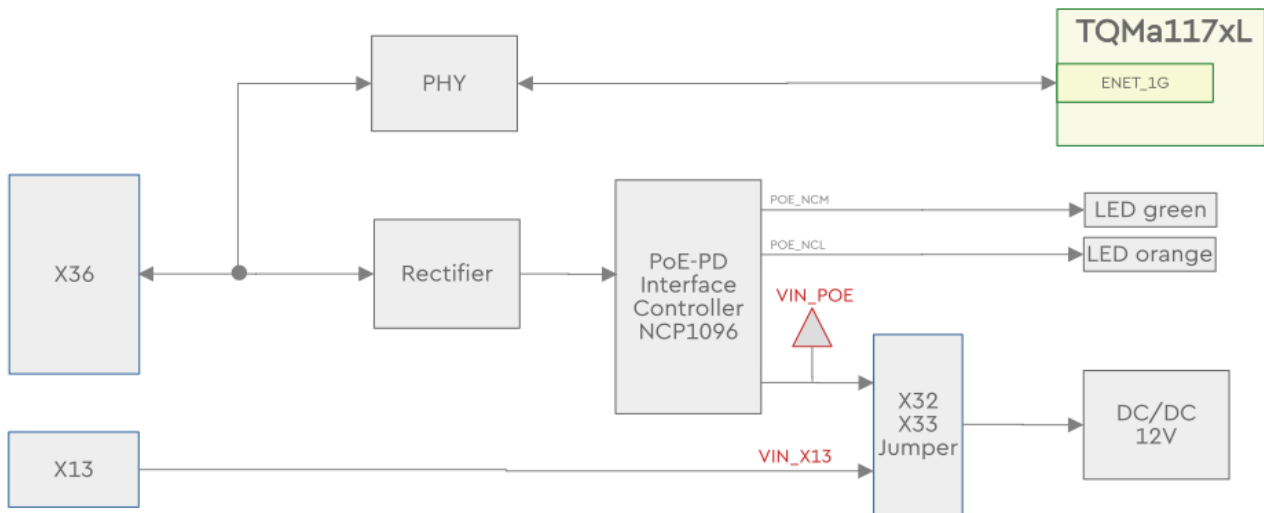 TQMa117xL
PHY
ENET_1G
POE_NCM
LED green
POE_NCL
LED orange
X36
Rectifier
PoE-PD
Interface
Controller
NCP1096
VIN_POE
X32
X33
Jumper
DC/DC
12V
X13
VIN_X13